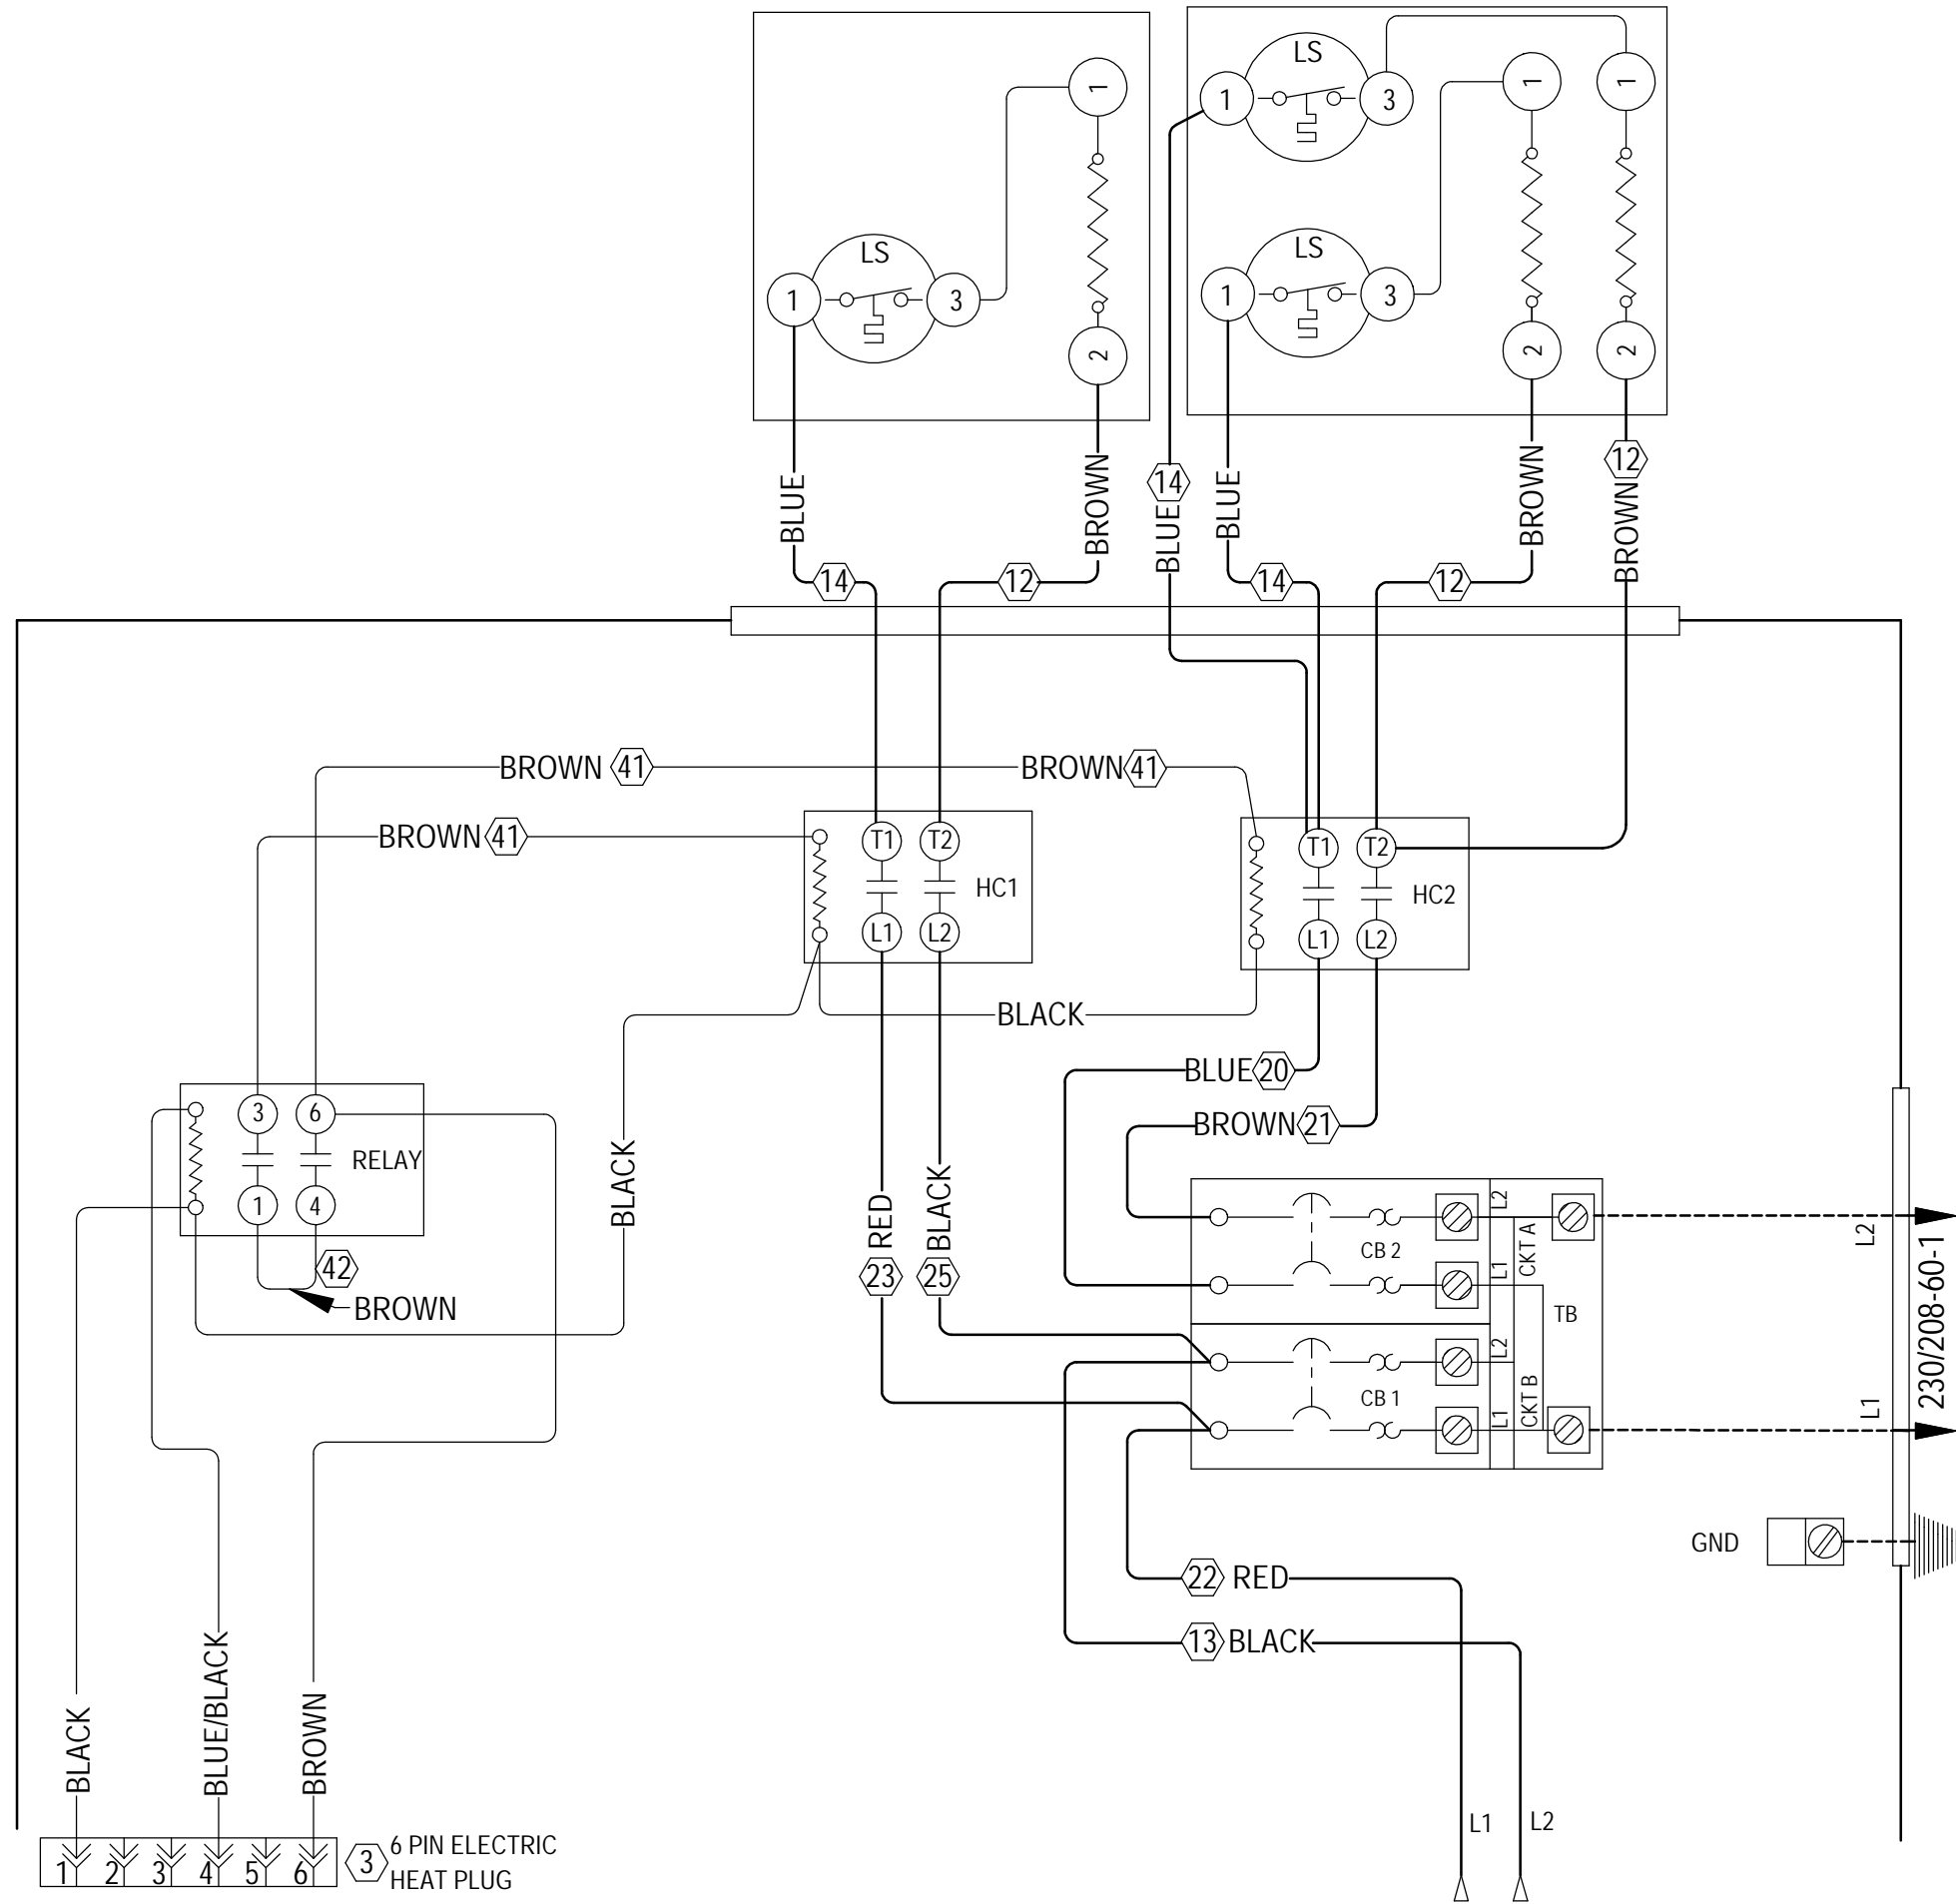 LS
1
3
1
2
LS
1
3
LS
1
3
1
2
1
2
BLUE
14
BROWN
12
14
BLUE
BLUE
14
BROWN
12
12
BROWN
BROWN 41
BROWN 41
BROWN 41
T1
T2
HC1
L1
L2
T1
T2
HC2
L1
L2
BLACK
BLUE 20
BROWN 21
3
6
RELAY
1
4
42
BROWN
BLACK
RED
23
BLACK
25
CB 2
L2
L1
CKT A
TB
CB 1
L2
L1
CKT B
L2
L1
230/208-60-1
GND
22 RED
13 BLACK
BLACK
BLUE/BLACK
BROWN
1 2 3 4 5 6
3
6 PIN ELECTRIC
HEAT PLUG
L1
L2